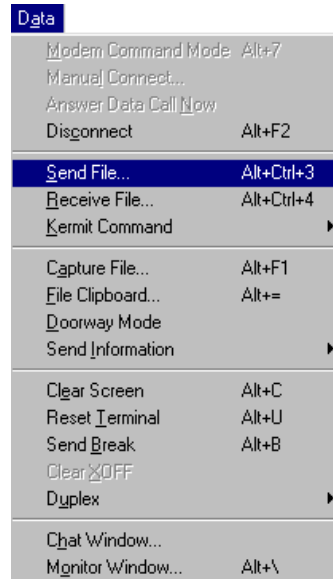 Data
Modem Command Mode Alt+7
Manual Connect...
Answer Data Call Now
Disconnect Alt+F2
Send File... Alt+Ctrl+3
Receive File... Alt+Ctrl+4
Kermit Command
Capture File... Alt+F1
File Clipboard... Alt+=
Doorway Mode
Send Information
Clear Screen Alt+C
Reset Terminal Alt+U
Send Break Alt+B
Clear XOFF
Duplex
Chat Window...
Monitor Window... Alt+\